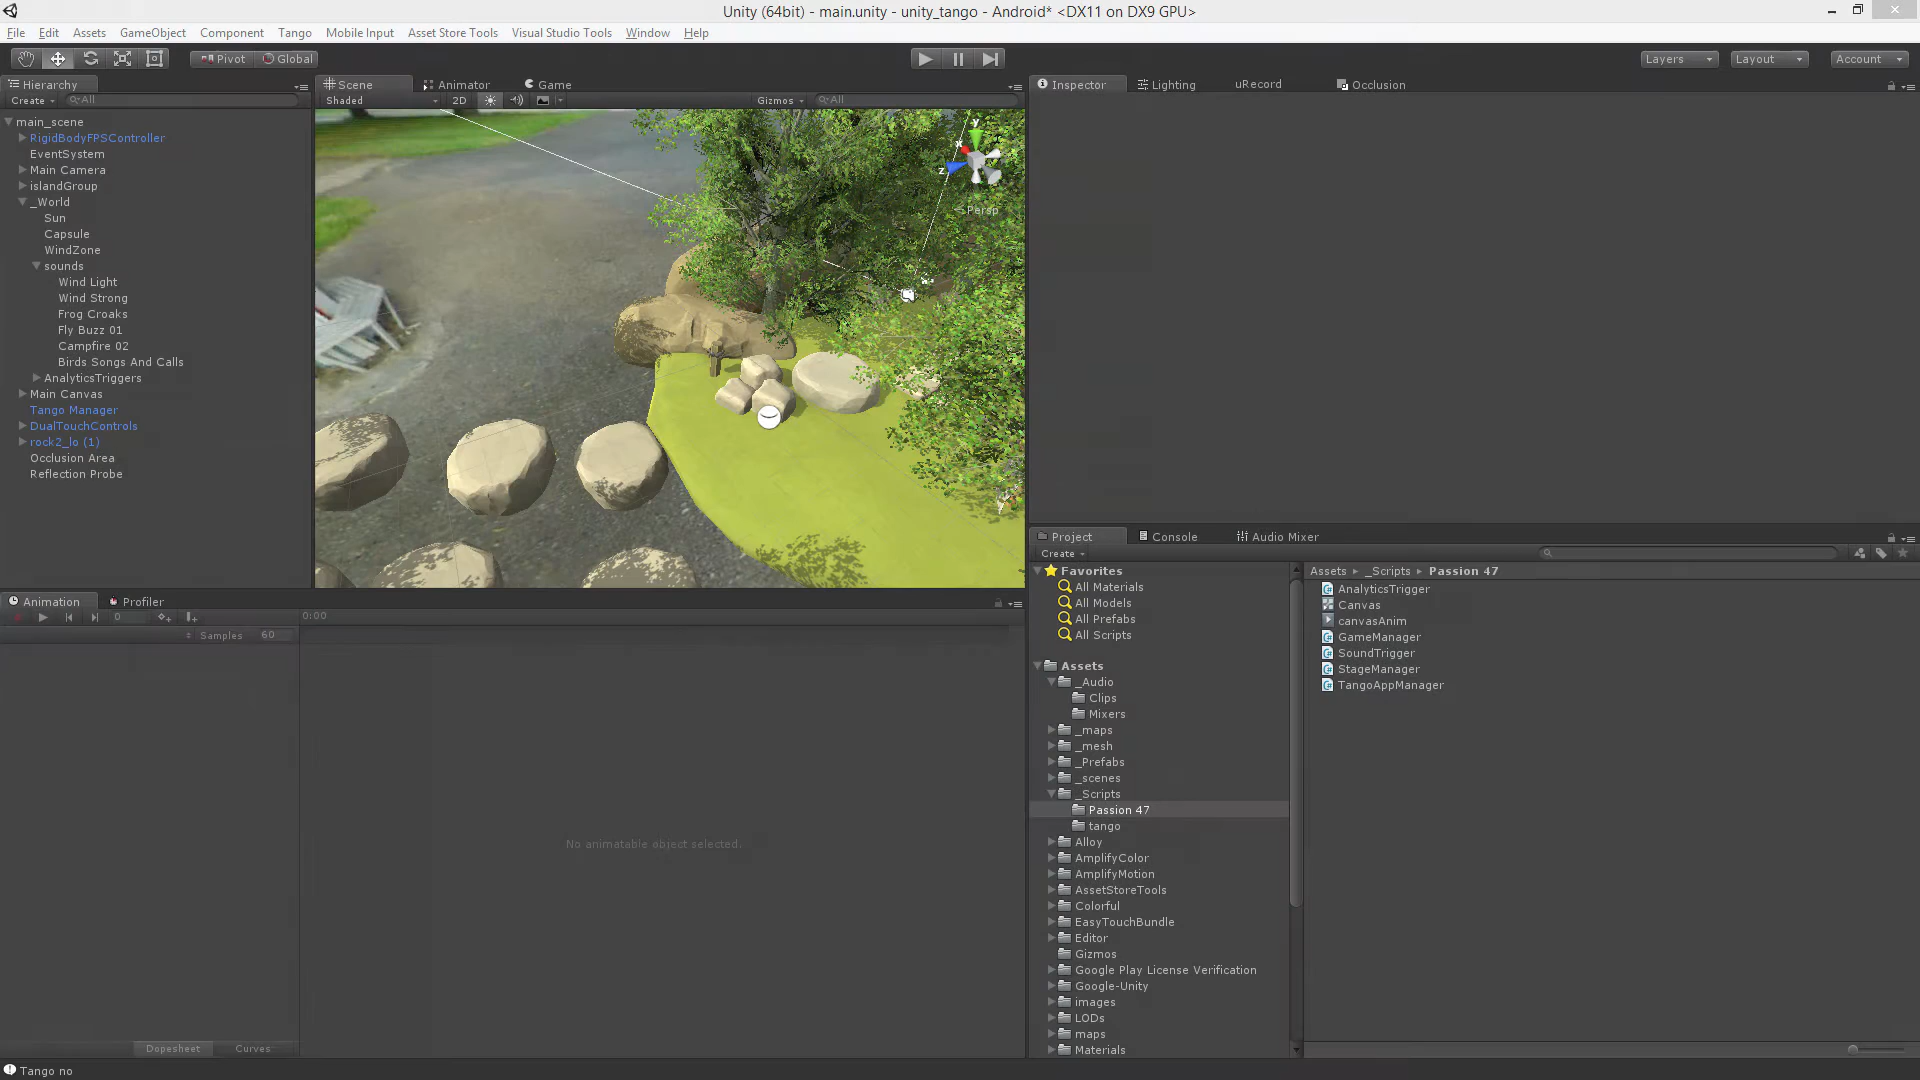 Unity (64bit) - main.unity - unity_tango - Android* <DX11 on DX9 GPU>
File Edit Assets GameObject Component Tango Mobile Input Asset Store Tools Visual Studio Tools Window Help
Pivot Global Layers Layout Account
Hierarchy
Create All
main_scene
RigidBodyFPSController
EventSystem
Main Camera
islandGroup
_World
Sun
Capsule
WindZone
sounds
Wind Light
Wind Strong
Frog Croaks
Fly Buzz 01
Campfire 02
Birds Songs And Calls
AnalyticsTriggers
Main Canvas
Tango Manager
DualTouchControls
rock2_lo (1)
Occlusion Area
Reflection Probe
Scene Animator Game
Shaded 2D Gizmos All
y
x
z
Persp
Inspector Lighting uRecord Occlusion
Animation Profiler
0 0:00
Samples 60
No animatable object selected.
Dopesheet Curves
Project Console Audio Mixer
Create
Favorites
All Materials
All Models
All Prefabs
All Scripts
Assets
_Audio
Clips
Mixers
_maps
_mesh
_Prefabs
_scenes
_Scripts
Passion 47
tango
Alloy
AmplifyColor
AmplifyMotion
AssetStoreTools
Colorful
EasyTouchBundle
Editor
Gizmos
Google Play License Verification
Google-Unity
images
LODs
maps
Materials
Assets _Scripts Passion 47
AnalyticsTrigger
Canvas
canvasAnim
GameManager
SoundTrigger
StageManager
TangoAppManager
Tango no